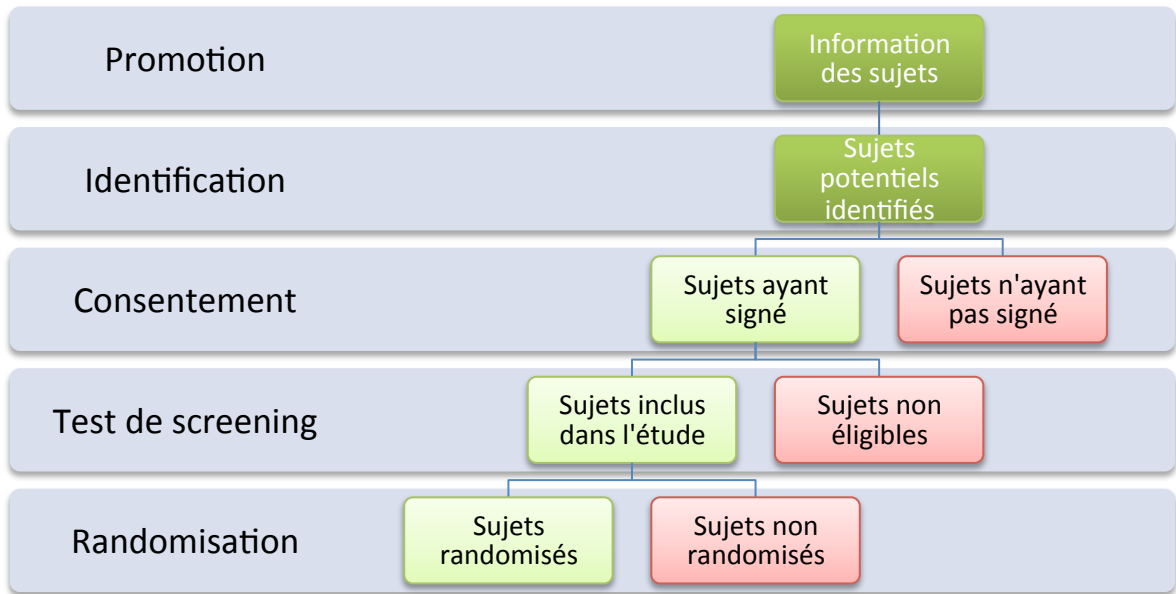 Promotion
Information
des sujets
Identification
Sujets
potentiels
identifiés
Consentement
Sujets ayant
signé
Sujets n'ayant
pas signé
Test de screening
Sujets inclus
dans l'étude
Sujets non
éligibles
Randomisation
Sujets
randomisés
Sujets non
randomisés